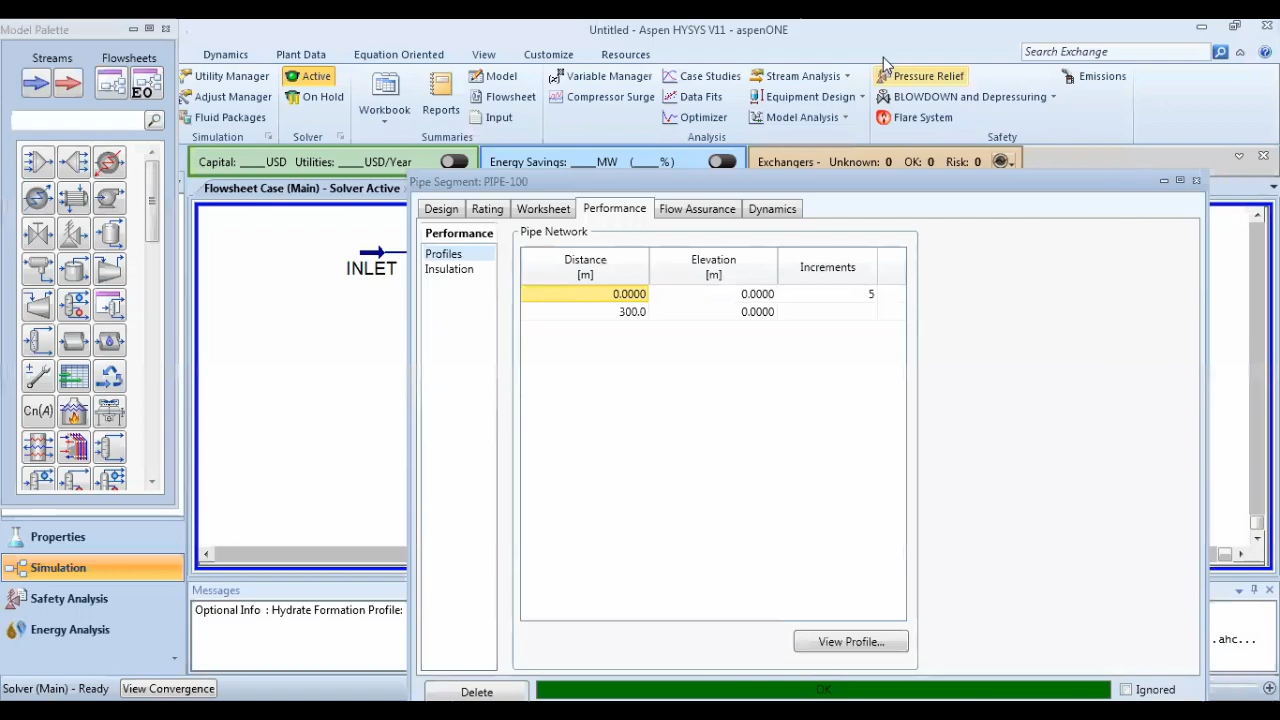 Model Palette
Untitled - Aspen HYSYS V11 - aspenONE
Streams
Flowsheets
Dynamics
Plant Data
Equation Oriented
View
Customize
Resources
Search Exchange
EO
Utility Manager
Active
Workbook
Reports
Model
Variable Manager
Case Studies
Stream Analysis
Pressure Relief
Emissions
Adjust Manager
On Hold
Flowsheet
Compressor Surge
Data Fits
Equipment Design
BLOWDOWN and Depressuring
Fluid Packages
Input
Optimizer
Model Analysis
Flare System
Simulation
Solver
Summaries
Analysis
Safety
Capital: ____USD Utilities: ____USD/Year
Energy Savings: ____MW (____%)
Exchangers - Unknown: 0 OK: 0 Risk: 0
Flowsheet Case (Main) - Solver Active
Pipe Segment: PIPE-100
Design
Rating
Worksheet
Performance
Flow Assurance
Dynamics
Performance
Profiles
Insulation
Pipe Network
Distance [m]
Elevation [m]
Increments
0.0000 0.0000 5
300.0 0.0000
INLET
Cn(A)
Properties
Simulation
Safety Analysis
Energy Analysis
Messages
Optional Info : Hydrate Formation Profile:
.ahc...
View Profile...
Solver (Main) - Ready
View Convergence
Delete
OK
Ignored